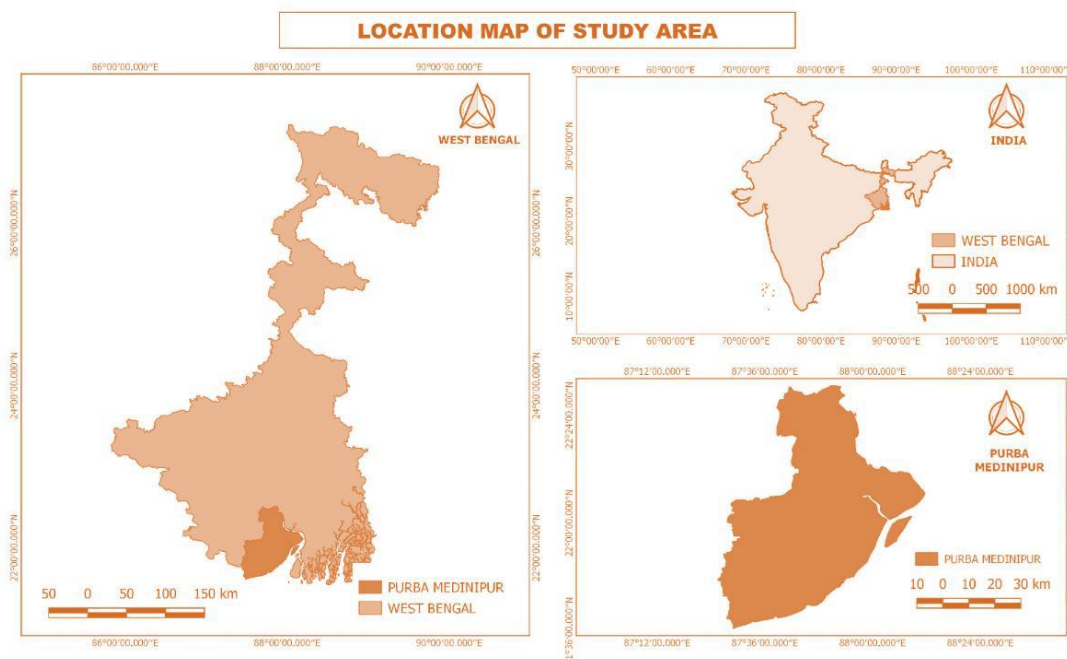 LOCATION MAP OF STUDY AREA
86°00'00.000"E 88°00'00.000"E 90°00'00.000"E
WEST BENGAL
26°00'00.000"N 26°00'00.000"N
24°00'00.000"N 24°00'00.000"N
22°00'00.000"N 22°00'00.000"N
PURBA MEDINIPUR
WEST BENGAL
50 0 50 100 150 km
86°00'00.000"E 88°00'00.000"E 90°00'00.000"E
50°00'00"E 60°00'00"E 70°00'00"E 80°00'00"E 90°00'00"E 100°00'00"E 110°00'0
INDIA
30°00'00"N
20°00'00"N
10°00'00"N
WEST BENGAL
INDIA
500 0 500 1000 km
50°00'00"E 60°00'00"E 70°00'00"E 80°00'00"E 90°00'00"E 100°00'00"E 110°00'0
87°12'00.000"E 87°36'00.000"E 88°00'00.000"E 88°24'00.000"E
22°24'00.000"N
PURBA
MEDINIPUR
22°00'00.000"N
PURBA MEDINIPUR
10 0 10 20 30 km
1°36'00.000"N
87°12'00.000"E 87°36'00.000"E 88°00'00.000"E 88°24'00.000"E